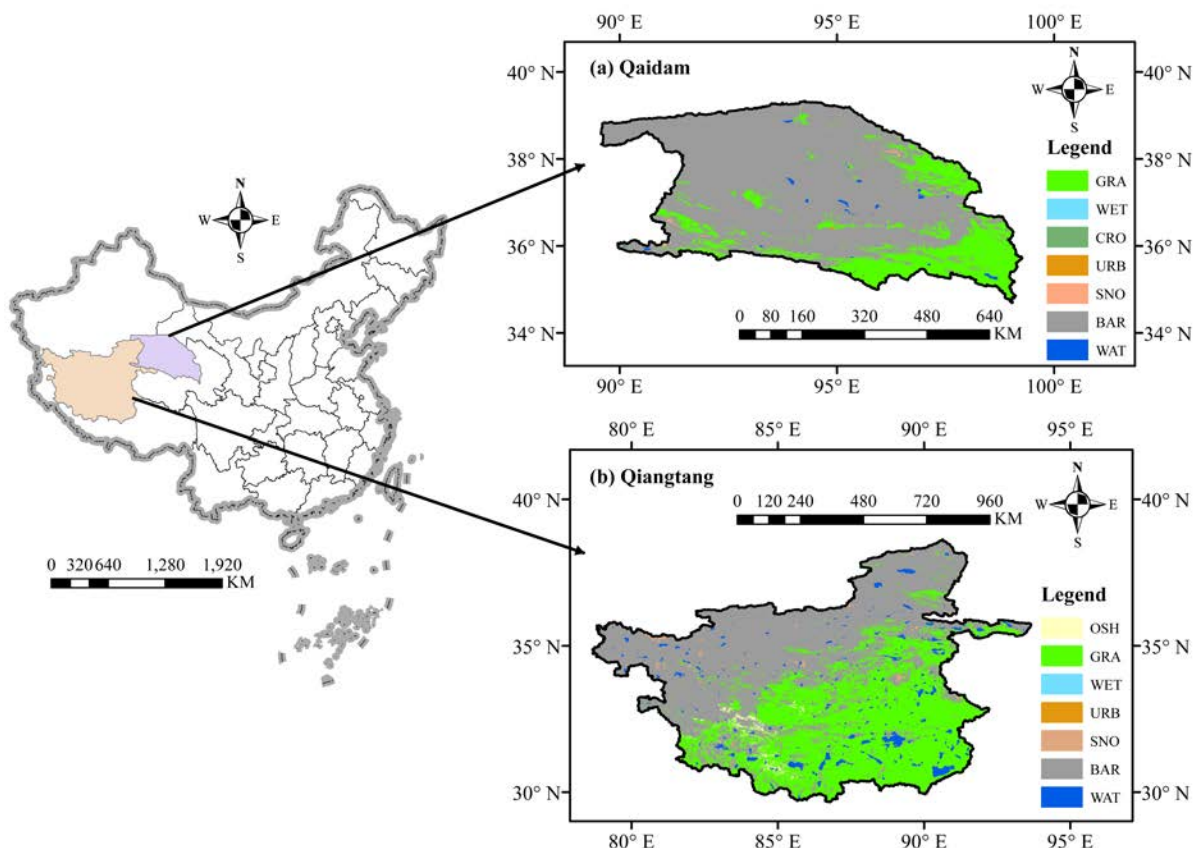 N
W E
S
0 320 640 1,280 1,920
KM
90° E 95° E 100° E
(a) Qaidam
40° N
38° N
36° N
34° N
40° N
38° N
36° N
34° N
N
W E
S
Legend
GRA
WET
CRO
URB
SNO
BAR
WAT
0 80 160 320 480 640
KM
90° E 95° E 100° E
80° E 85° E 90° E 95° E
(b) Qiangtang
0 120 240 480 720 960
KM
N
W E
S
40° N
35° N
30° N
40° N
35° N
30° N
Legend
OSH
GRA
WET
URB
SNO
BAR
WAT
80° E 85° E 90° E 95° E